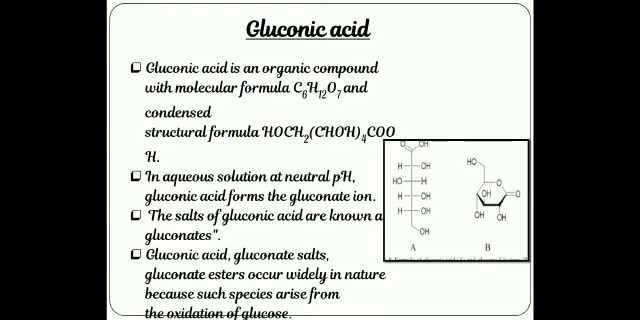 Gluconic acid
Gluconic acid is an organic compound
with molecular formula C6H12O7 and
condensed
structural formula HOCH2(CHOH)4COO
H.
In aqueous solution at neutral pH,
gluconic acid forms the gluconate ion.
The salts of gluconic acid are known a
gluconates".
Gluconic acid, gluconate salts,
gluconate esters occur widely in nature
because such species arise from
the oxidation of glucose.
O OH
H OH
HO H
H OH
H OH
OH
A
HO
O
OH O
OH OH
B